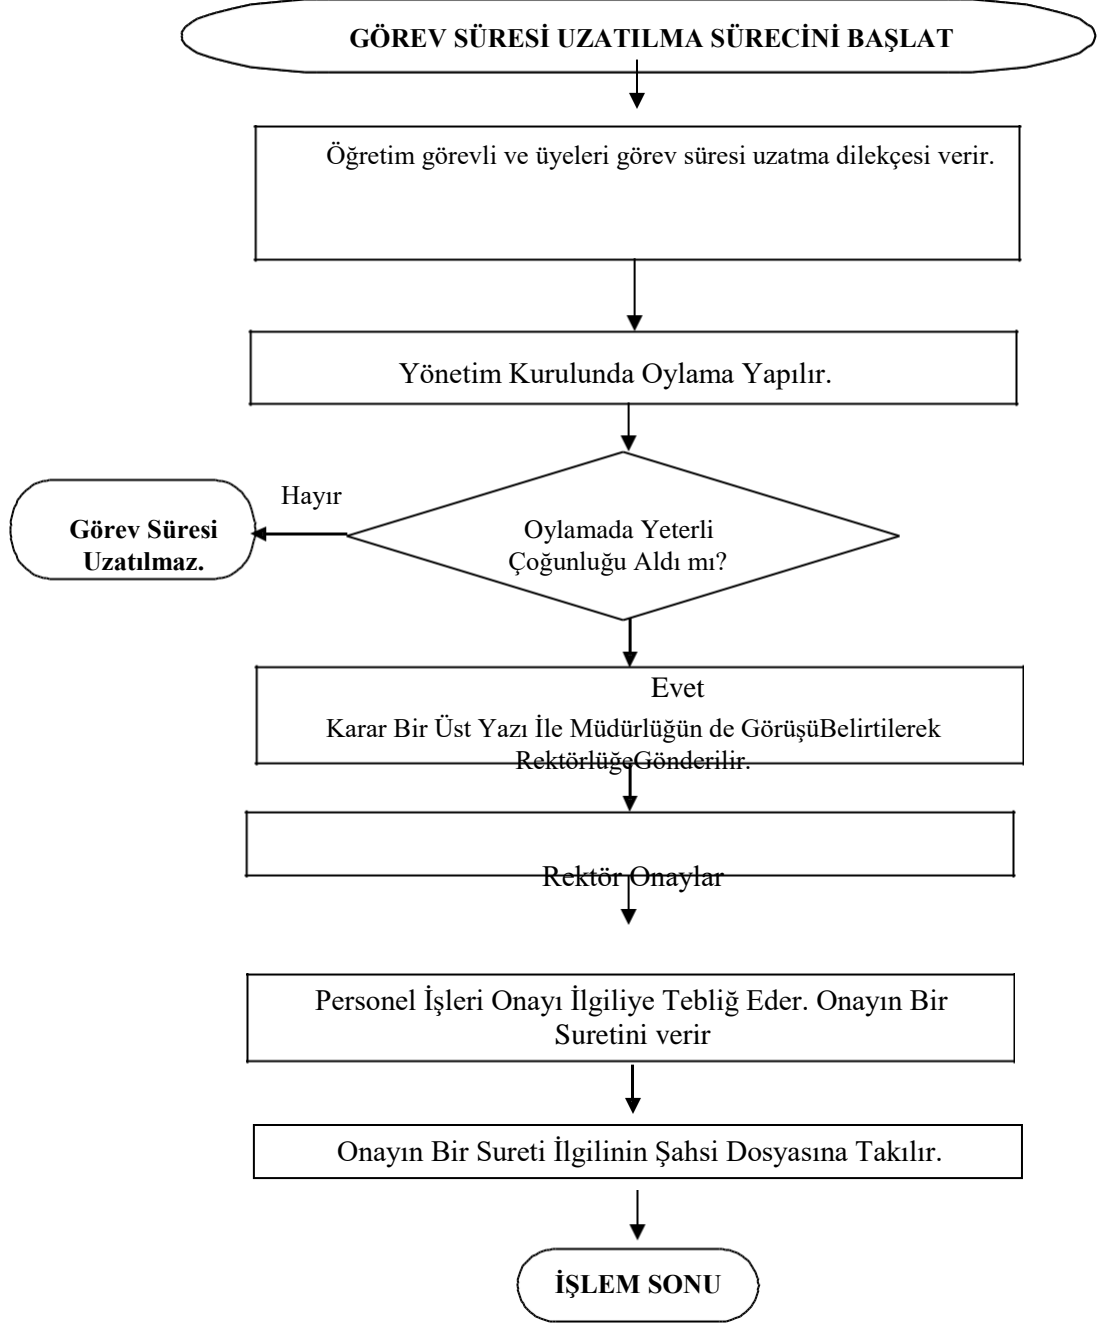 GÖREV SÜRESİ UZATILMA SÜRECİNİ BAŞLAT
Öğretim görevli ve üyeleri görev süresi uzatma dilekçesi verir.
Yönetim Kurulunda Oylama Yapılır.
Hayır
Görev Süresi
Uzatılmaz.
Oylamada Yeterli
Çoğunluğu Aldı mı?
Evet
Karar Bir Üst Yazı İle Müdürlüğün de GörüşüBelirtilerek
RektörlüğeGönderilir.
Rektör Onaylar
Personel İşleri Onayı İlgiliye Tebliğ Eder. Onayın Bir
Suretini verir
Onayın Bir Sureti İlgilinin Şahsi Dosyasına Takılır.
İŞLEM SONU